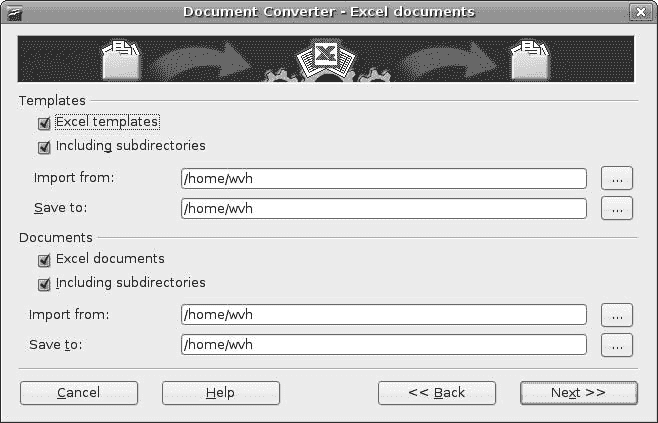 Document Converter - Excel documents
Templates
Excel templates
Including subdirectories
Import from: /home/wvh ...
Save to: /home/wvh ...
Documents
Excel documents
Including subdirectories
Import from: /home/wvh ...
Save to: /home/wvh ...
Cancel Help << Back Next >>